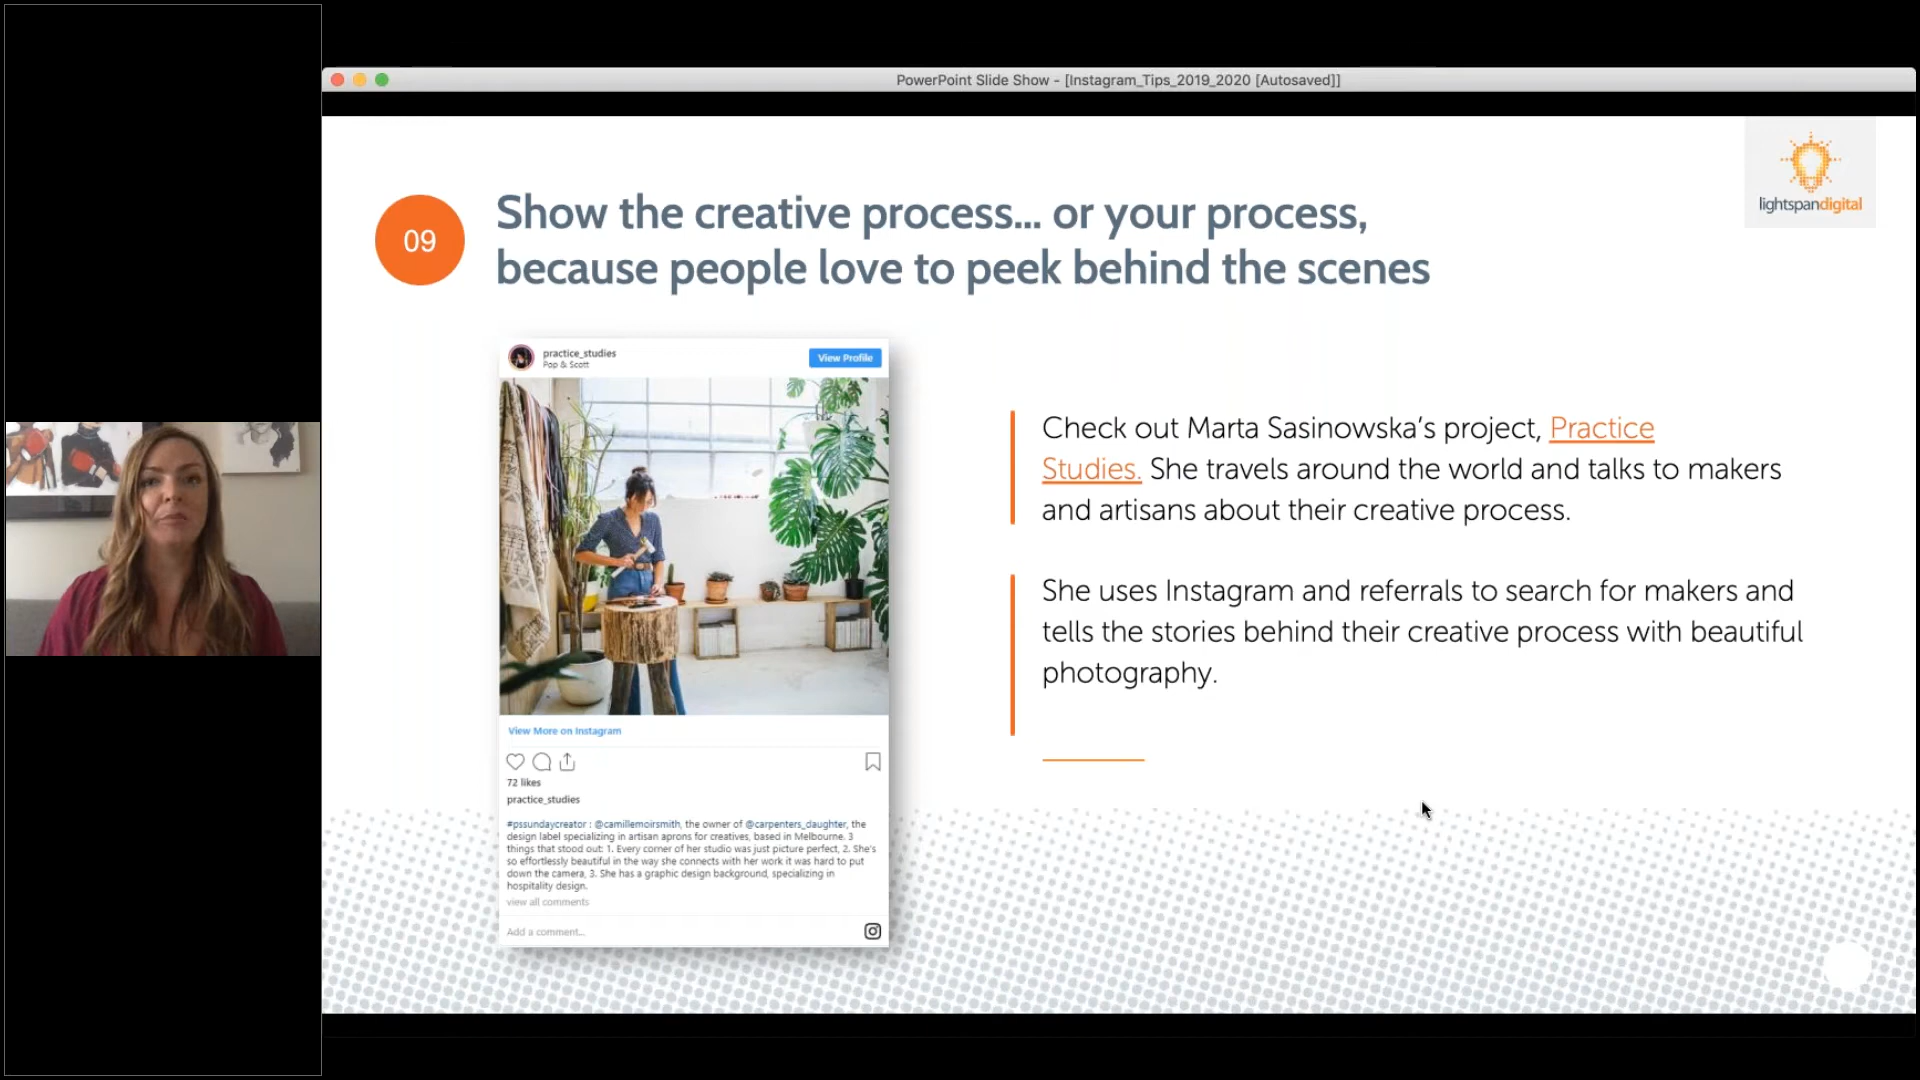 PowerPoint Slide Show - [Instagram_Tips_2019_2020 [Autosaved]]
lightspandigital
09
Show the creative process... or your process,
because people love to peek behind the scenes
practice_studies
Pop & Scott
View Profile
View More on Instagram
72 likes
practice_studies
#pssundaycreator : @camillemoirsmith, the owner of @carpenters_daughter, the
design label specializing in artisan aprons for creatives, based in Melbourne. 3
things that stood out: 1. Every corner of her studio was just picture perfect, 2. She's
so effortlessly beautiful in the way she connects with her work it was hard to put
down the camera, 3. She has a graphic design background, specializing in
hospitality design.
view all comments
Add a comment...
Check out Marta Sasinowska's project, Practice
Studies. She travels around the world and talks to makers
and artisans about their creative process.
She uses Instagram and referrals to search for makers and
tells the stories behind their creative process with beautiful
photography.